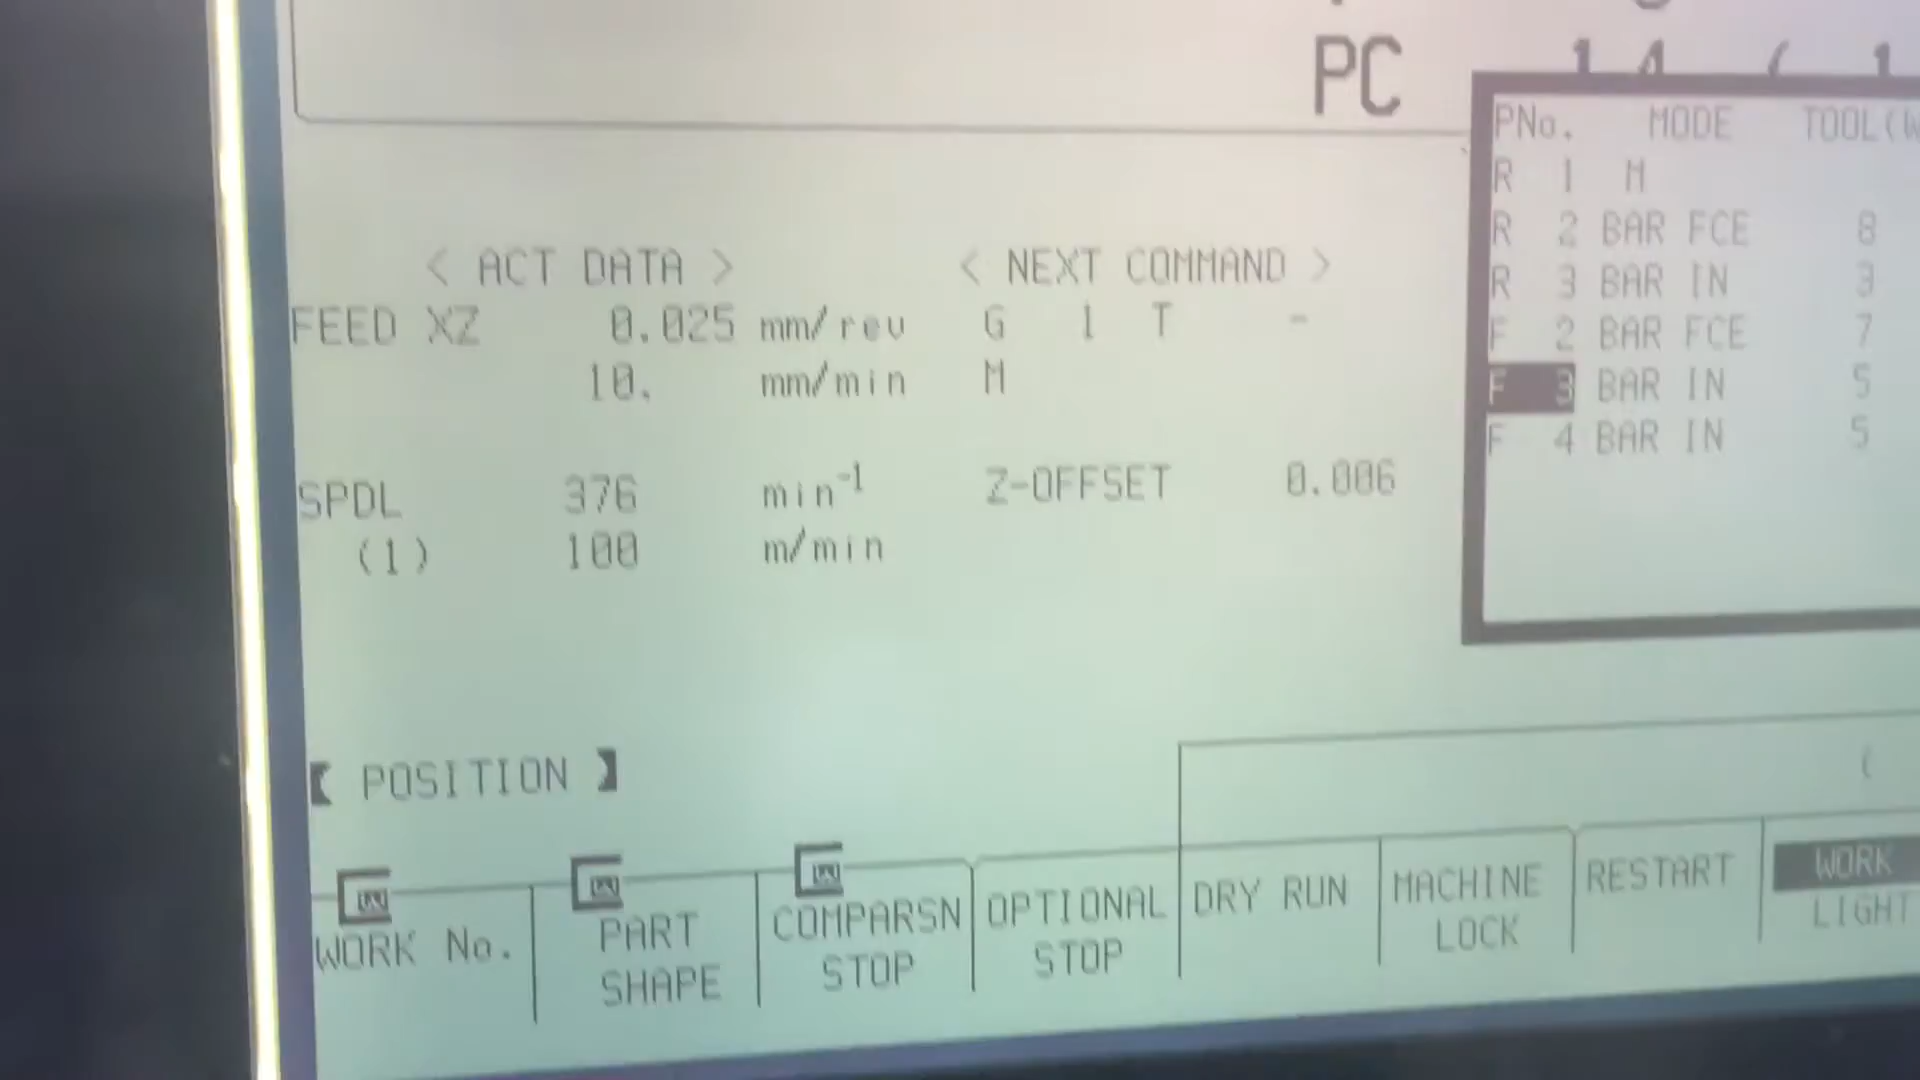 PC 14 ( 1
PNo. MODE TOOL(W
R 1 M
R 2 BAR FCE 8
R 3 BAR IN 3
F 2 BAR FCE 7
F 3 BAR IN 5
F 4 BAR IN 5
< ACT DATA > < NEXT COMMAND >
FEED XZ 0.025 mm/rev G 1 T -
10. mm/min M
SPDL 376 min-1 Z-OFFSET 0.006
(1) 100 m/min
【 POSITION 】
(
WORK No.
PART
SHAPE
COMPARSN
STOP
OPTIONAL
STOP
DRY RUN
MACHINE
LOCK
RESTART
WORK
LIGHT